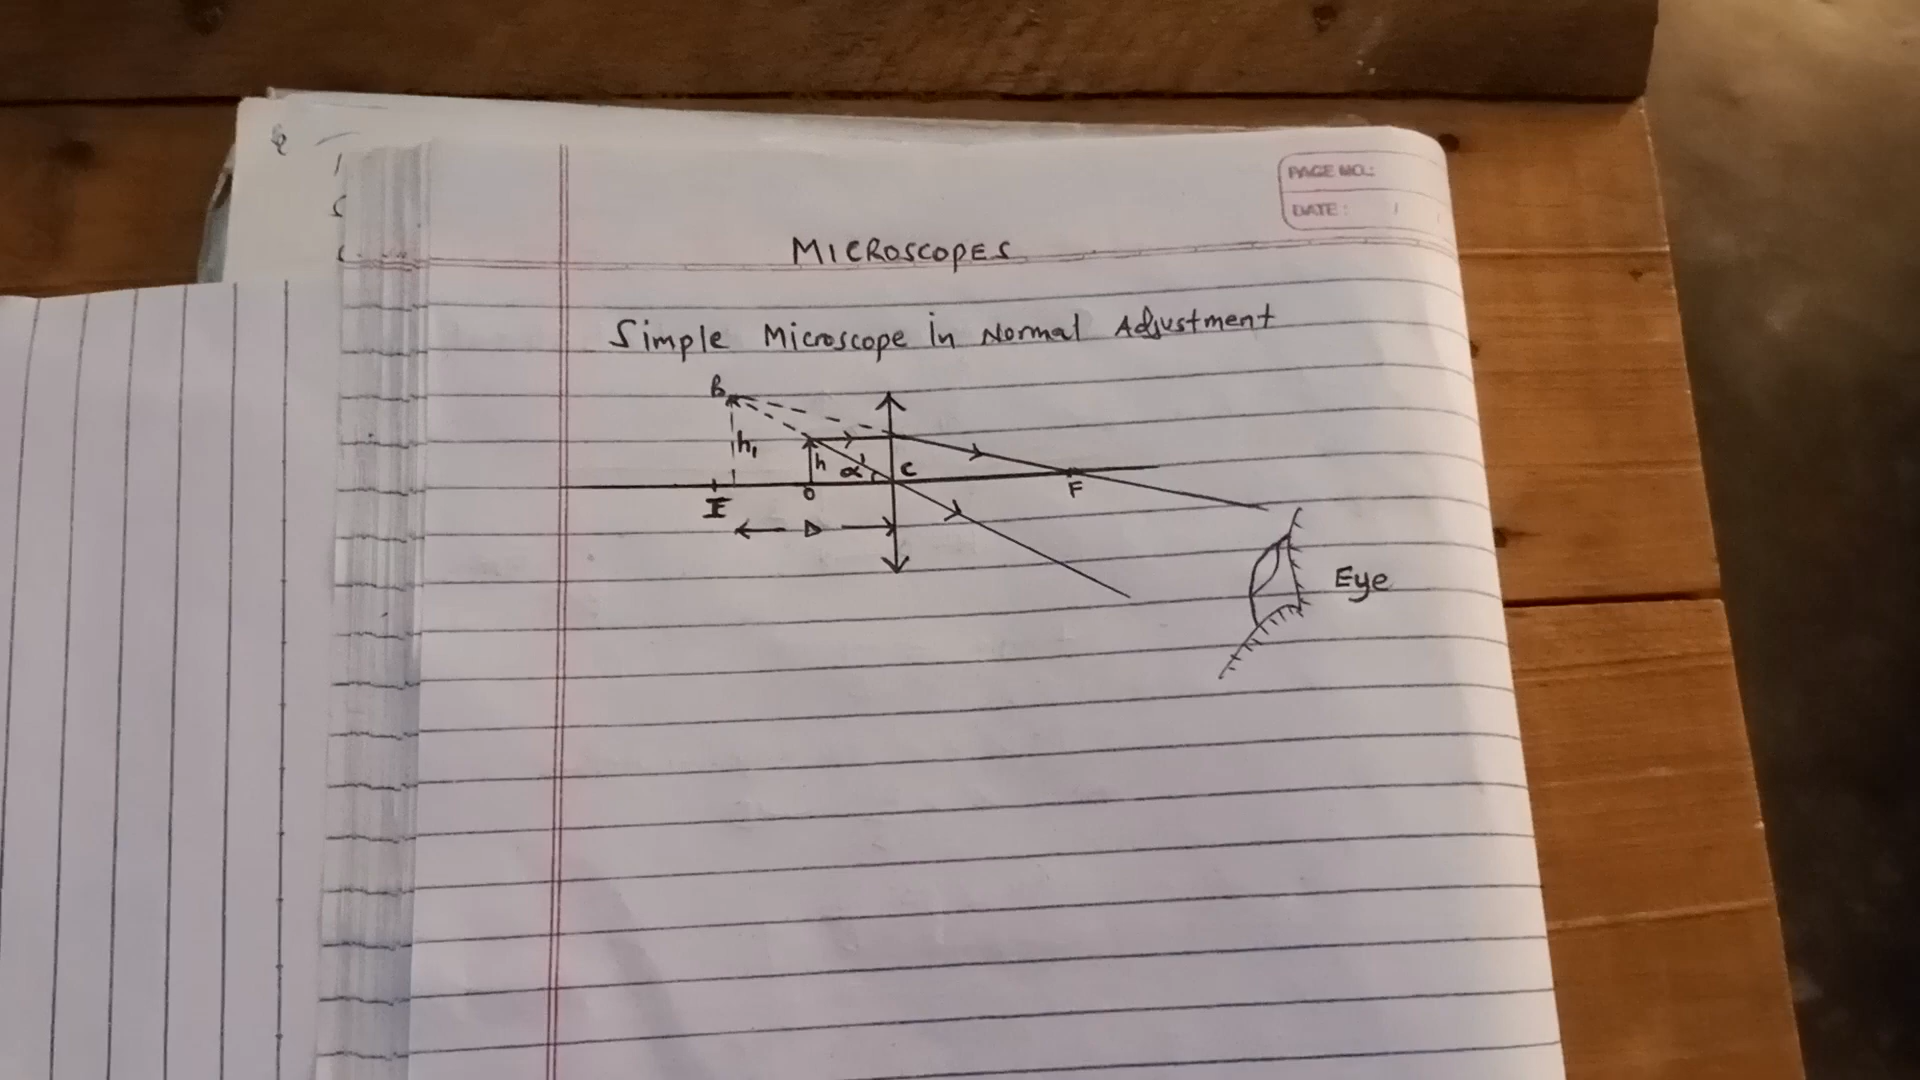 PAGE NO.:
DATE: / /
MICROSCOPES
Simple Microscope in Normal Adjustment
B
h₁
h
α'
C
I
O
F
D
Eye